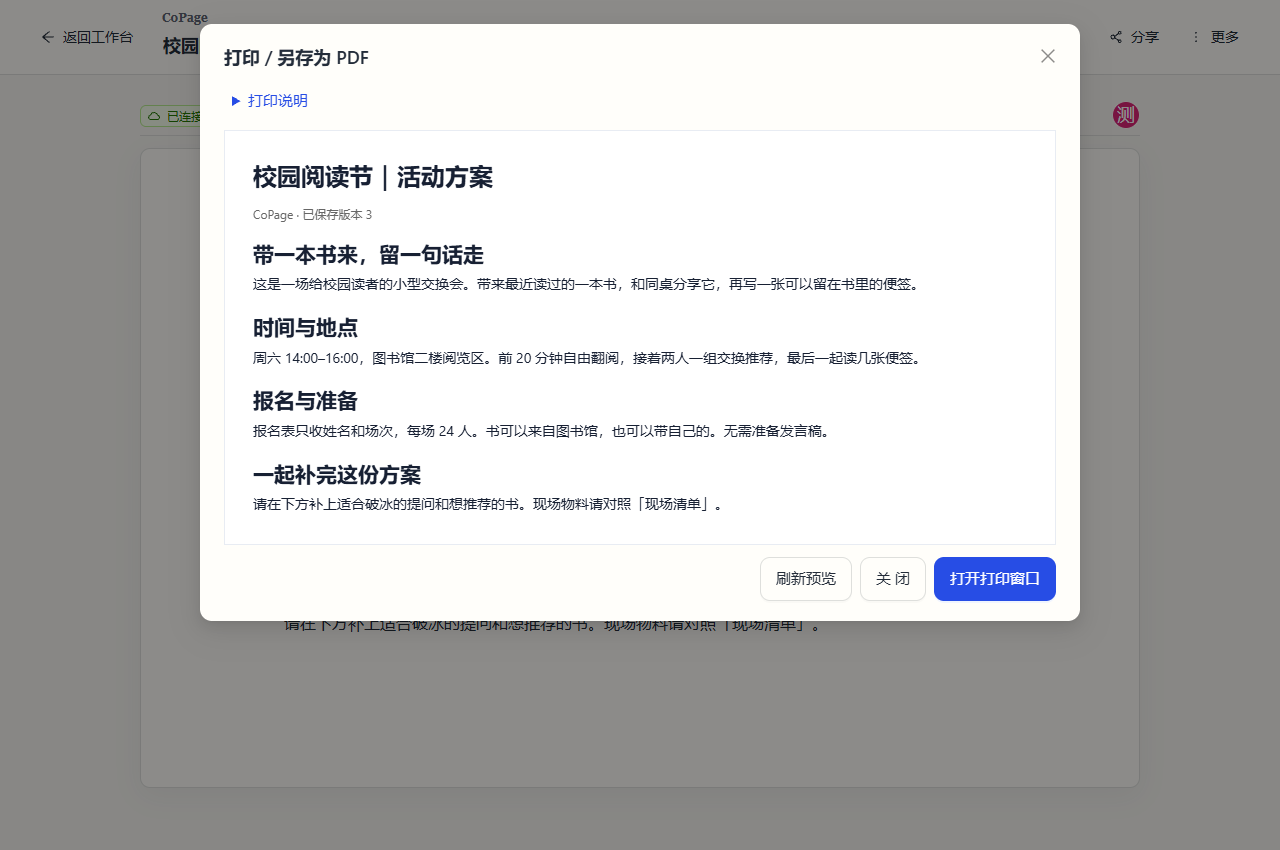 CoPage
返回工作台
校园
分享
更多
已连接
测
打印 / 另存为 PDF
打印说明
校园阅读节｜活动方案
CoPage · 已保存版本 3
带一本书来，留一句话走
这是一场给校园读者的小型交换会。带来最近读过的一本书，和同桌分享它，再写一张可以留在书里的便签。
时间与地点
周六 14:00–16:00，图书馆二楼阅览区。前 20 分钟自由翻阅，接着两人一组交换推荐，最后一起读几张便签。
报名与准备
报名表只收姓名和场次，每场 24 人。书可以来自图书馆，也可以带自己的。无需准备发言稿。
一起补完这份方案
请在下方补上适合破冰的提问和想推荐的书。现场物料请对照「现场清单」。
刷新预览
关 闭
打开打印窗口
请在下方补上适合破冰的提问和想推荐的书。现场物料请对照「现场清单」。